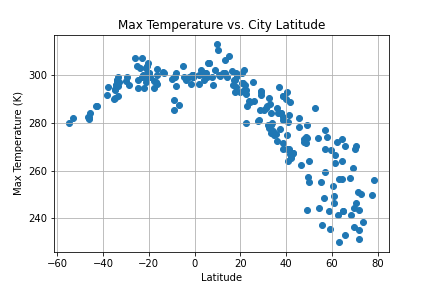 Max Temperature vs. City Latitude
Max Temperature (K)
300
280
260
240
−60 −40 −20 0 20 40 60 80
Latitude